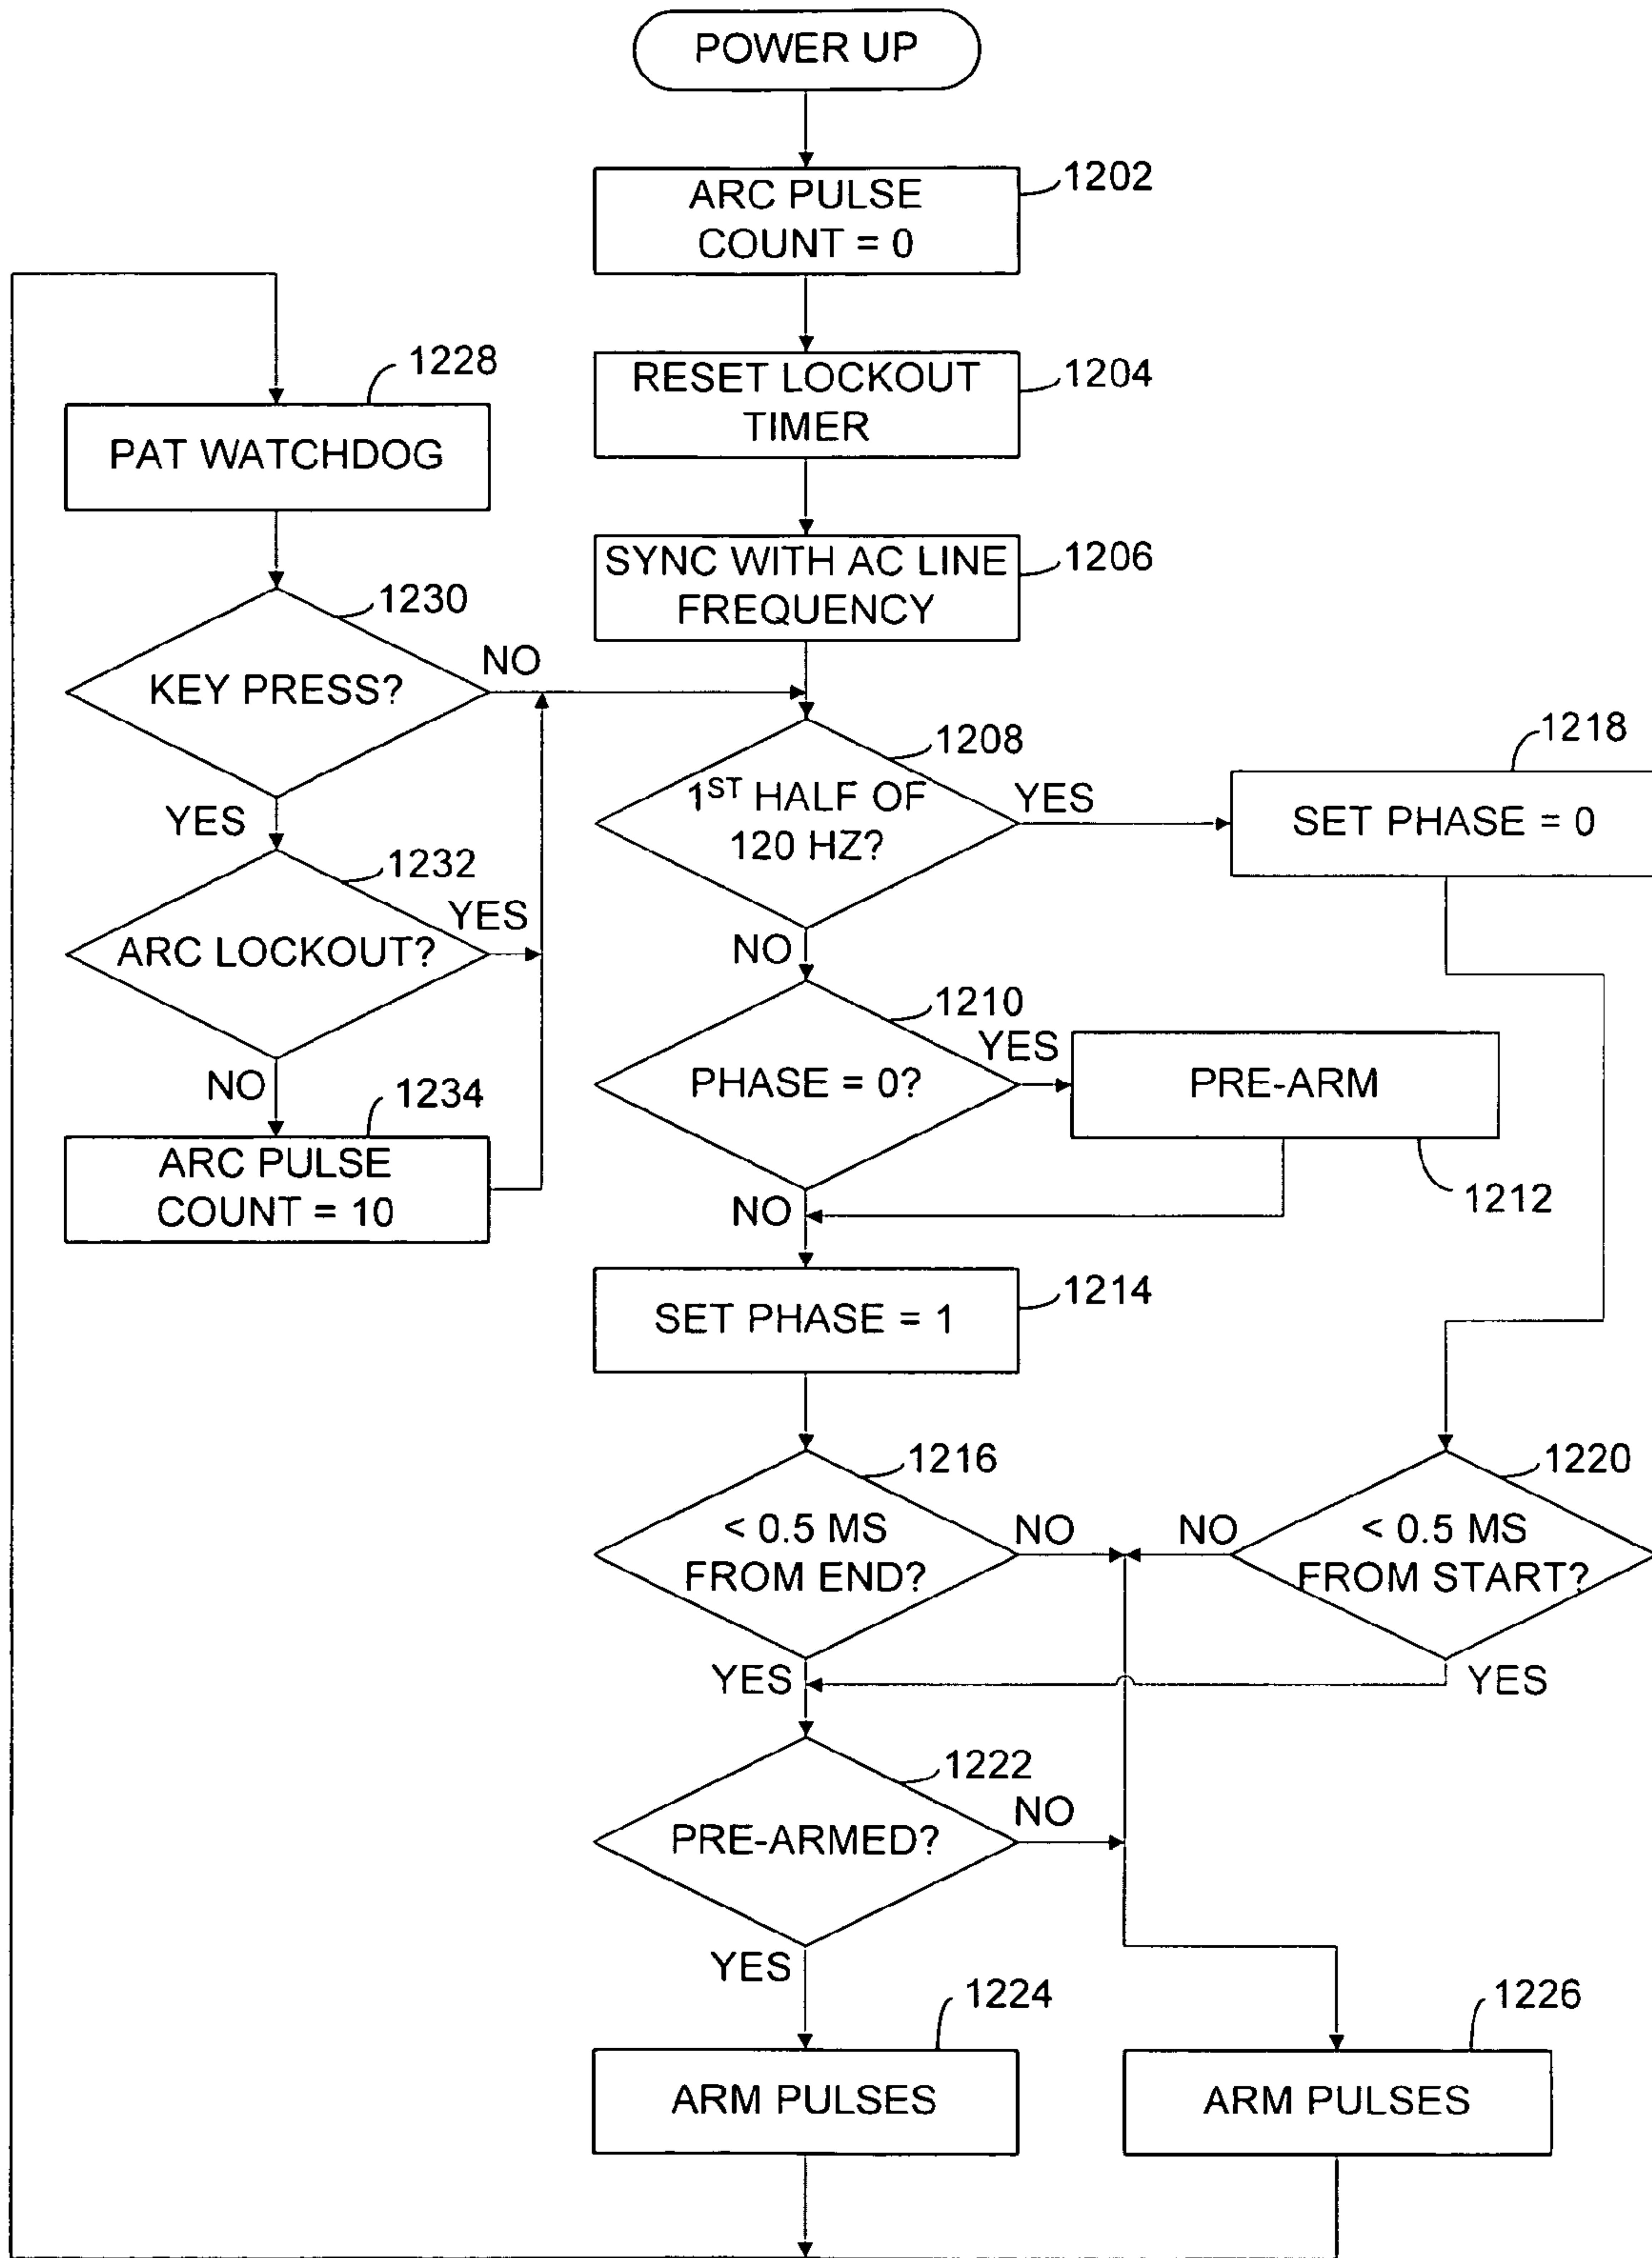 POWER UP
ARC PULSE
COUNT = 0
1202
RESET LOCKOUT
TIMER
1204
SYNC WITH AC LINE
FREQUENCY
1206
1228
PAT WATCHDOG
1230
KEY PRESS?
NO
YES
1232
ARC LOCKOUT?
YES
NO
1234
ARC PULSE
COUNT = 10
1208
1ST HALF OF
120 HZ?
YES
NO
1218
SET PHASE = 0
1210
PHASE = 0?
YES
NO
PRE-ARM
1212
SET PHASE = 1
1214
1216
< 0.5 MS
FROM END?
NO
YES
1220
< 0.5 MS
FROM START?
NO
YES
1222
PRE-ARMED?
NO
YES
1224
ARM PULSES
1226
ARM PULSES